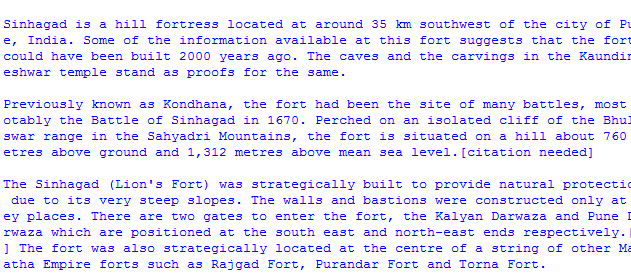 Sinhagad is a hill fortress located at around 35 km southwest of the city of Pu
e, India. Some of the information available at this fort suggests that the fort
could have been built 2000 years ago. The caves and the carvings in the Kaundin
eshwar temple stand as proofs for the same.
Previously known as Kondhana, the fort had been the site of many battles, most
otably the Battle of Sinhagad in 1670. Perched on an isolated cliff of the Bhul
swar range in the Sahyadri Mountains, the fort is situated on a hill about 760
etres above ground and 1,312 metres above mean sea level.[citation needed]
The Sinhagad (Lion's Fort) was strategically built to provide natural protectio
due to its very steep slopes. The walls and bastions were constructed only at
ey places. There are two gates to enter the fort, the Kalyan Darwaza and Pune D
rwaza which are positioned at the south east and north-east ends respectively.[
] The fort was also strategically located at the centre of a string of other Ma
atha Empire forts such as Rajgad Fort, Purandar Fort and Torna Fort.